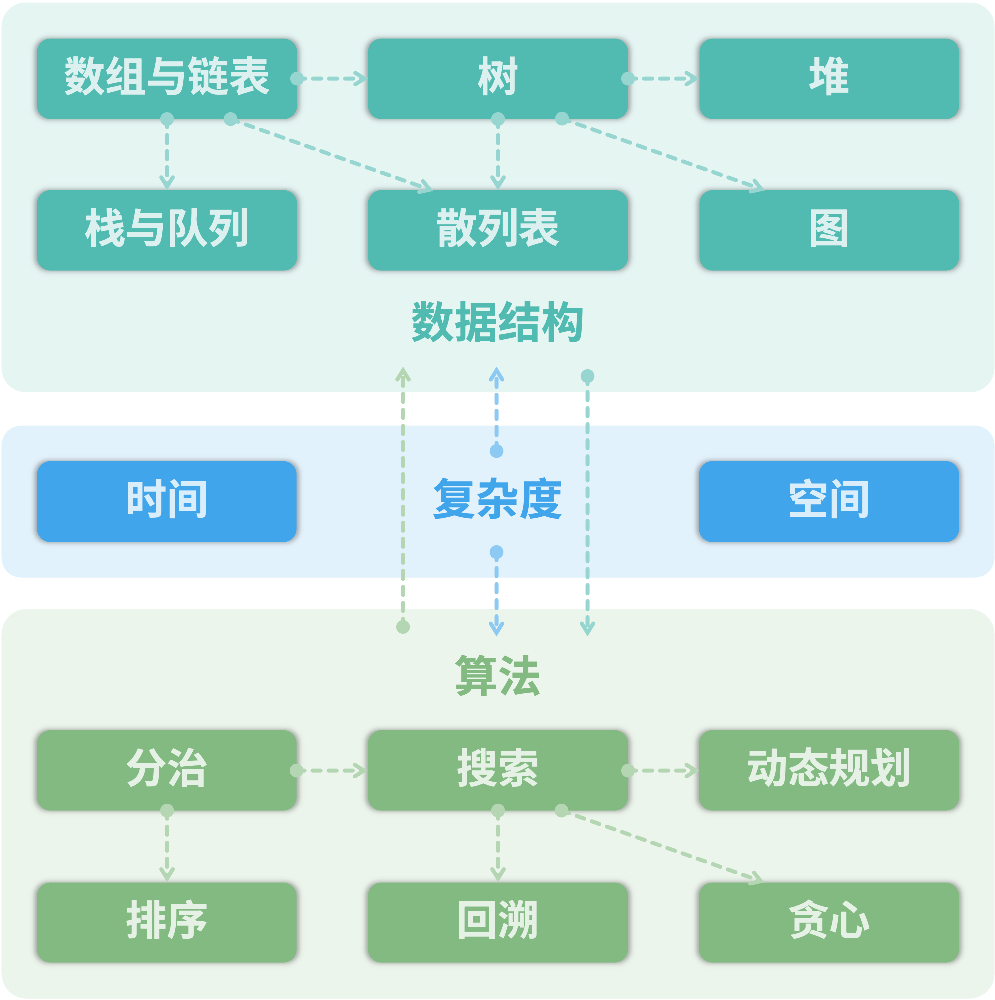 数组与链表
树
堆
栈与队列
散列表
图
数据结构
时间
复杂度
空间
算法
分治
搜索
动态规划
排序
回溯
贪心